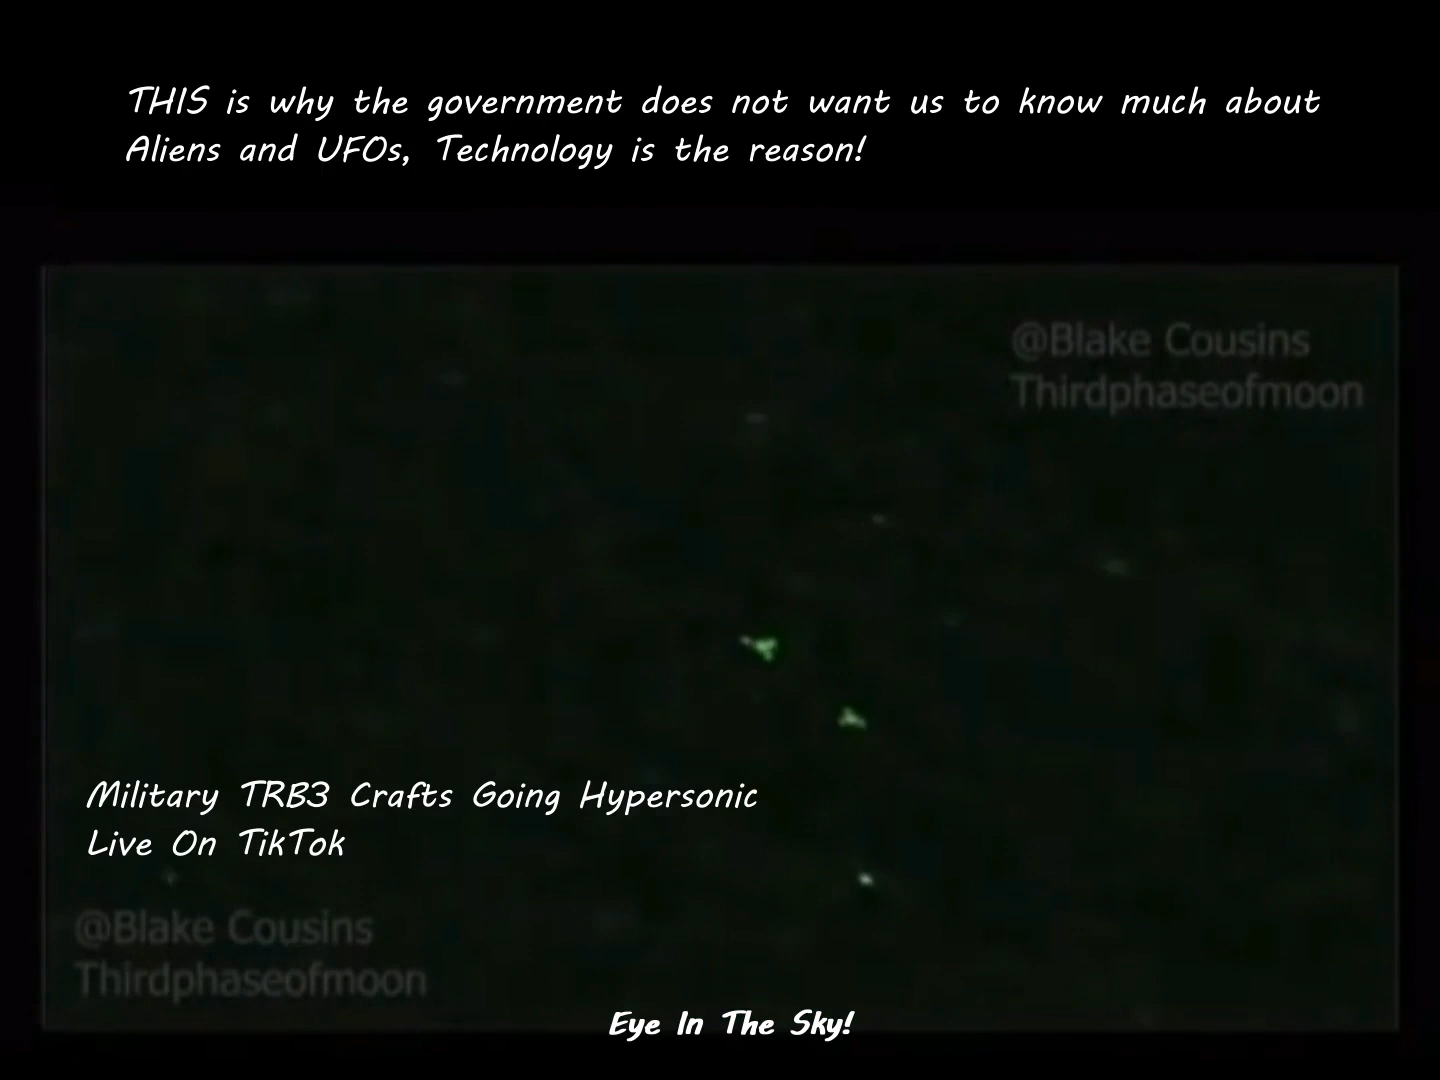 THIS is why the government does not want us to know much about
Aliens and UFOs, Technology is the reason!
@Blake Cousins
Thirdphaseofmoon
Military TRB3 Crafts Going Hypersonic
Live On TikTok
@Blake Cousins
Thirdphaseofmoon
Eye In The Sky!